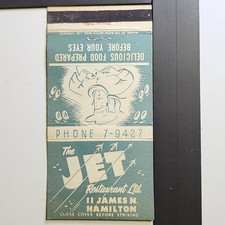 DELICIOUS FOOD PREPARED
BEFORE YOUR EYES
PHONE 7-9427
The
JET
Restaurant Ltd.
11 JAMES N.
HAMILTON
CLOSE COVER BEFORE STRIKING